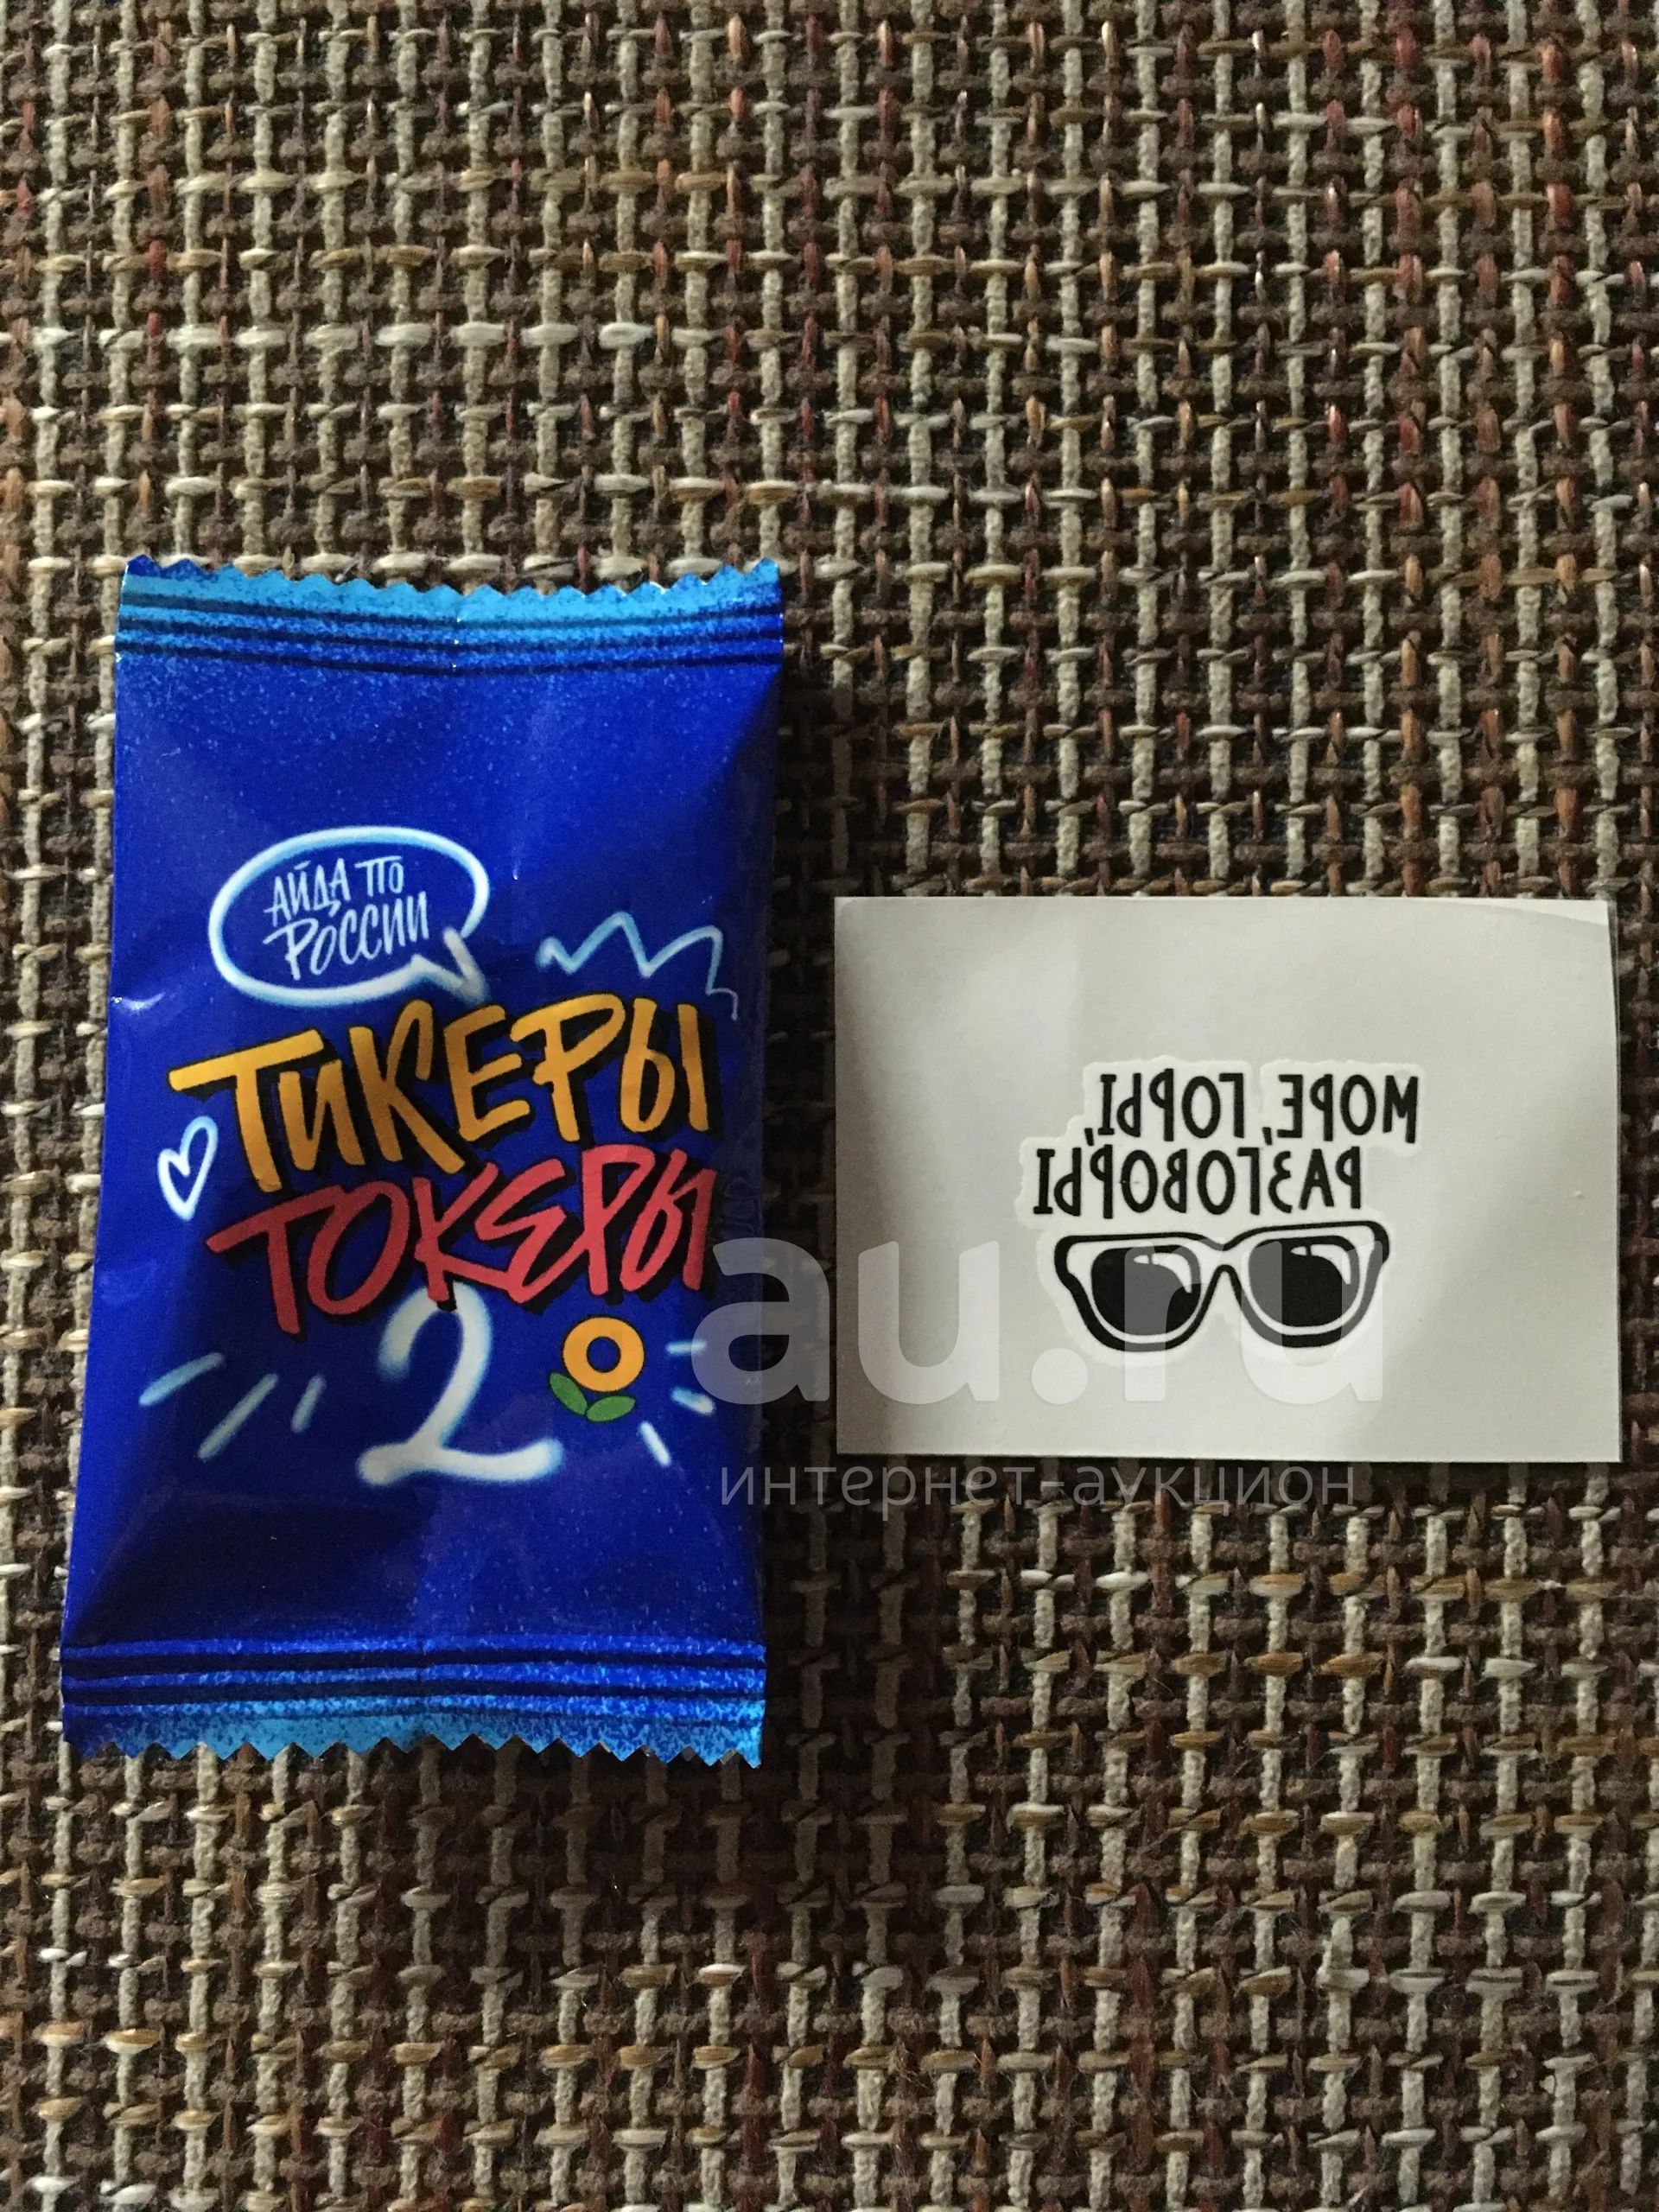 АЙДА ПО
РОССИИ
ТИКЕРЫ
ТОКЕРЫ
2
МОРЕ, ГОРЫ,
РАЗГОВОРЫ
au.ru
интернет-аукцион